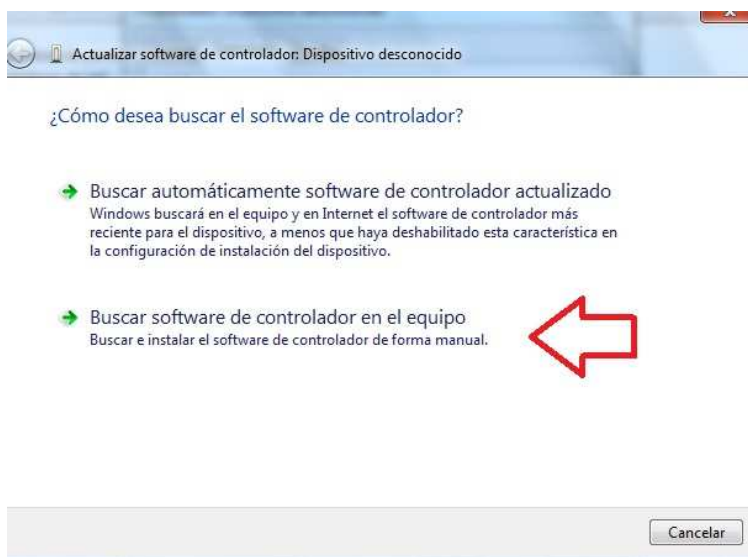 Actualizar software de controlador: Dispositivo desconocido
¿Cómo desea buscar el software de controlador?
Buscar automáticamente software de controlador actualizado
Windows buscará en el equipo y en Internet el software de controlador más
reciente para el dispositivo, a menos que haya deshabilitado esta característica en
la configuración de instalación del dispositivo.
Buscar software de controlador en el equipo
Buscar e instalar el software de controlador de forma manual.
Cancelar